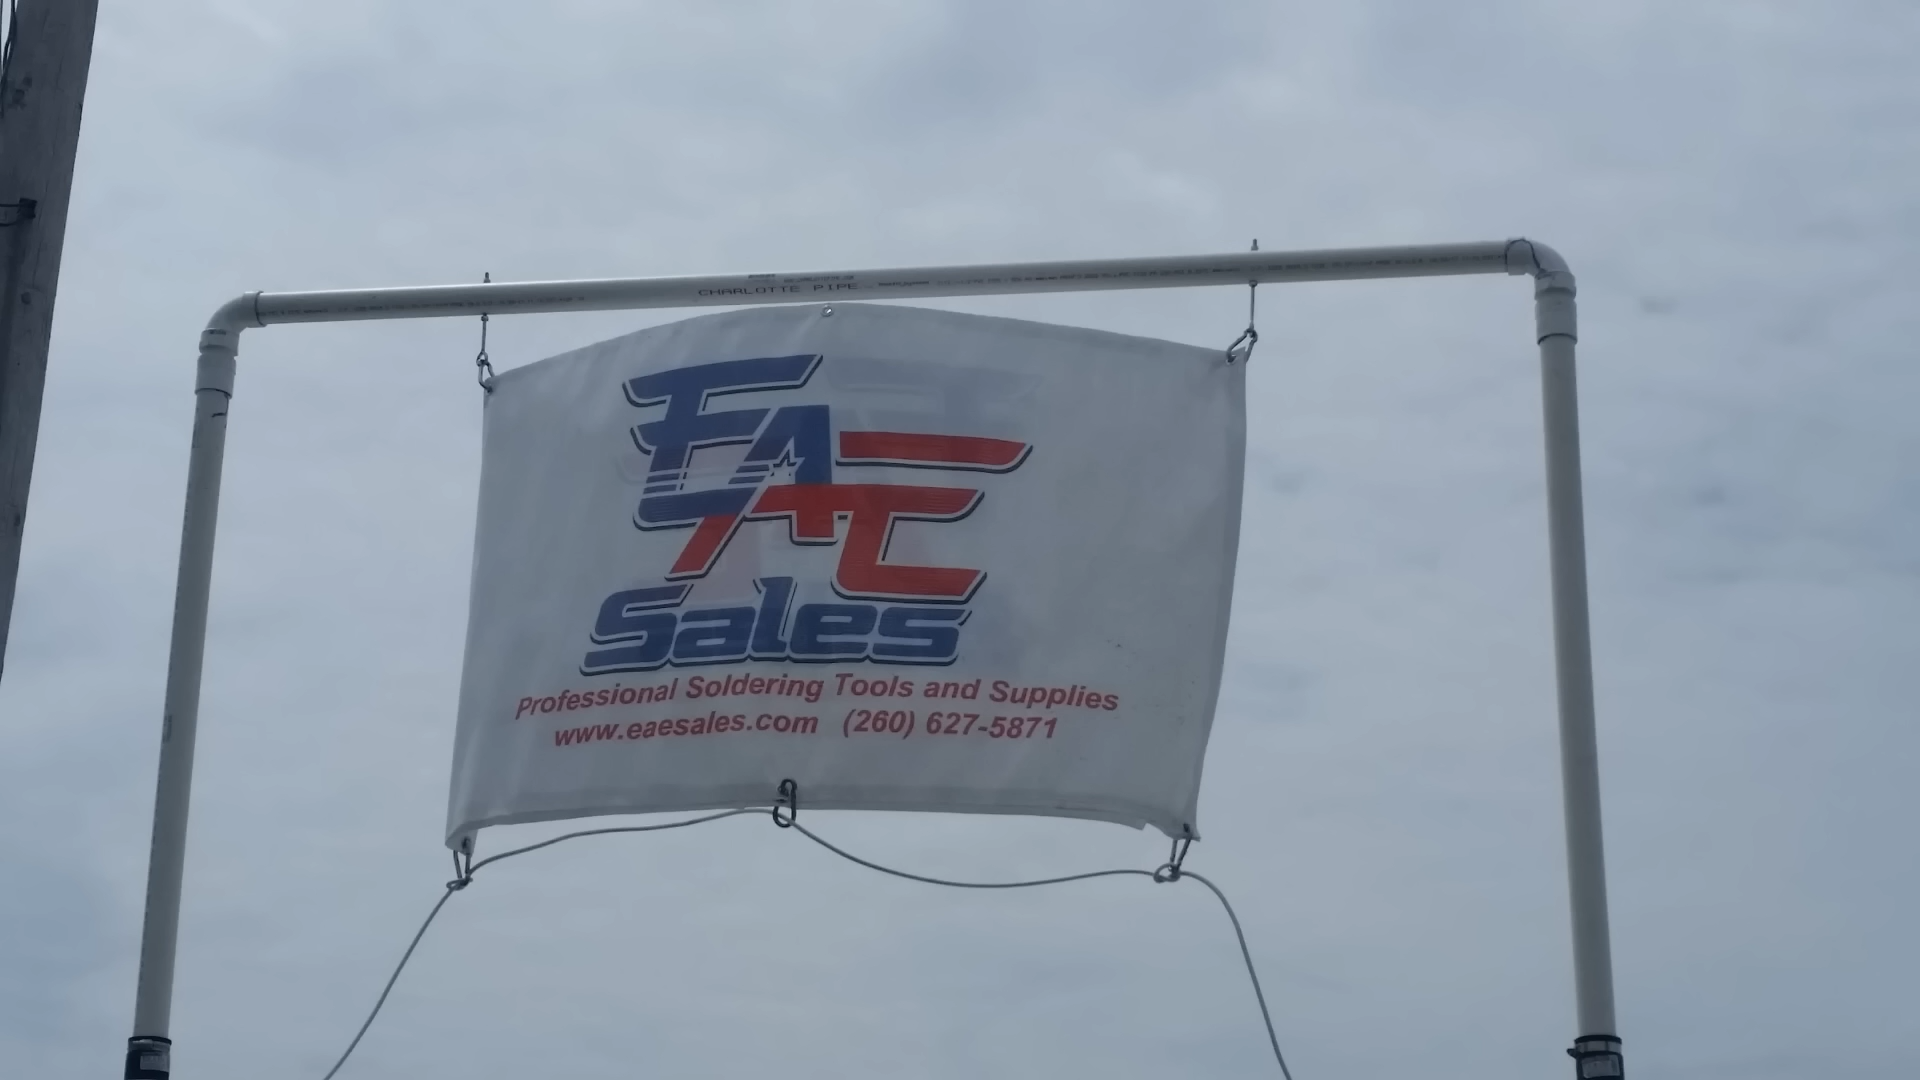 CHARLOTTE PIPE
EAE
Sales
Professional Soldering Tools and Supplies
www.eaesales.com (260) 627-5871